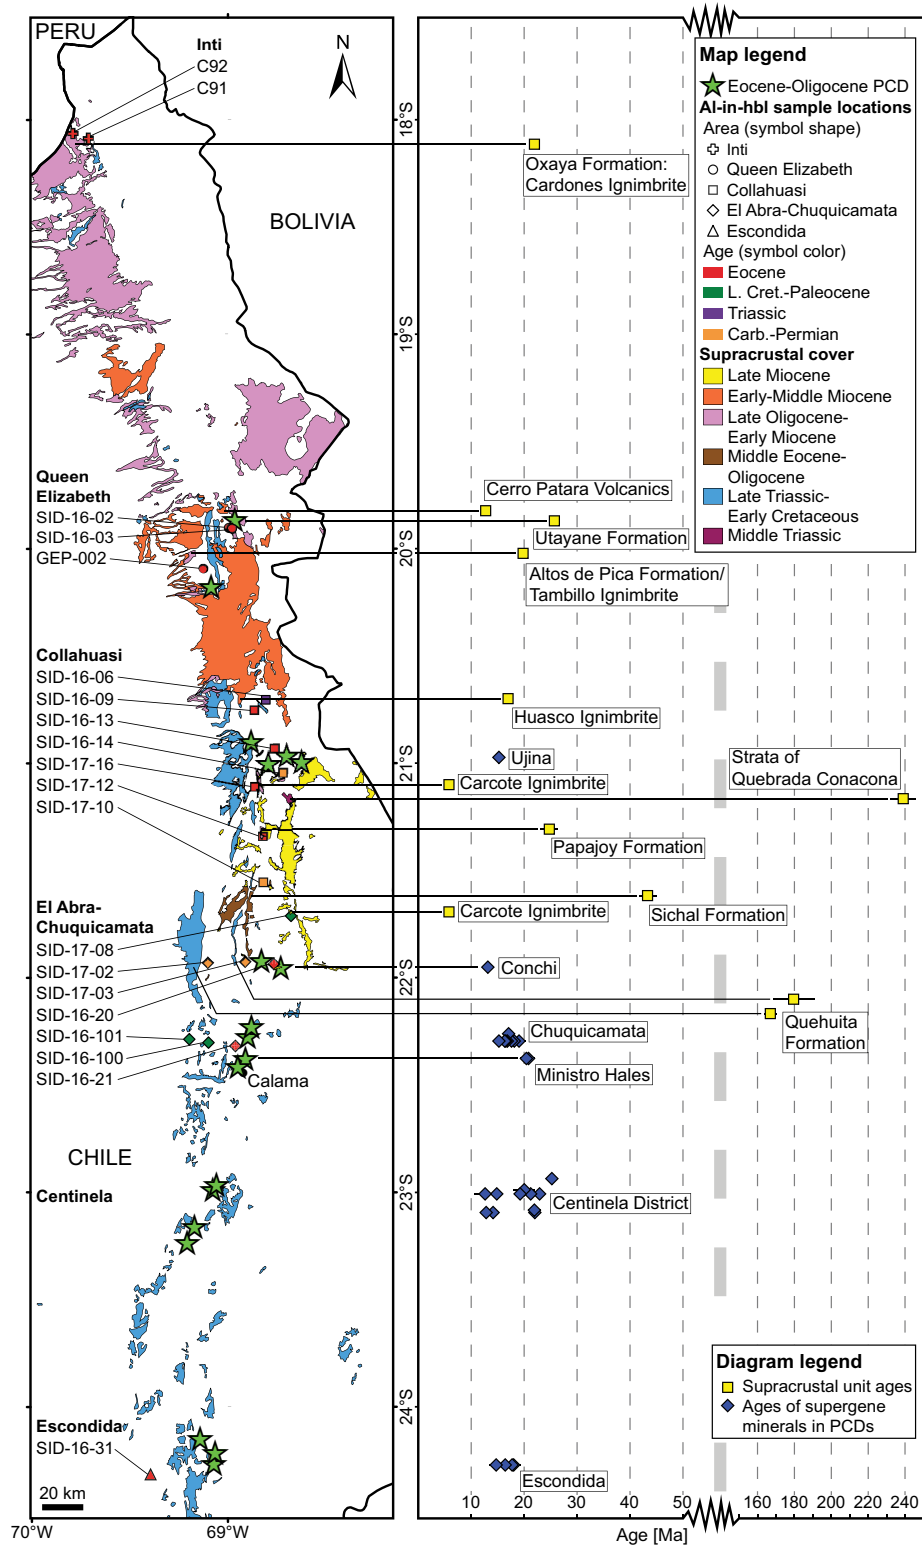 PERU
Inti
C92
C91
N
BOLIVIA
18°S
19°S
20°S
21°S
22°S
23°S
24°S
Queen
Elizabeth
SID-16-02
SID-16-03
GEP-002
Collahuasi
SID-16-06
SID-16-09
SID-16-13
SID-16-14
SID-17-16
SID-17-12
SID-17-10
El Abra-
Chuquicamata
SID-17-08
SID-17-02
SID-17-03
SID-16-20
SID-16-101
SID-16-100
SID-16-21
Calama
CHILE
Centinela
Escondida
SID-16-31
20 km
70°W
69°W
Oxaya Formation:
Cardones Ignimbrite
Cerro Patara Volcanics
Utayane Formation
Altos de Pica Formation/
Tambillo Ignimbrite
Huasco Ignimbrite
Ujina
Strata of
Quebrada Conacona
Carcote Ignimbrite
Papajoy Formation
Sichal Formation
Carcote Ignimbrite
Conchi
Quehuita
Formation
Chuquicamata
Ministro Hales
Centinela District
Escondida
10
20
30
40
50
160
180
200
220
240
Age [Ma]
Map legend
Eocene-Oligocene PCD
Al-in-hbl sample locations
Area (symbol shape)
Inti
Queen Elizabeth
Collahuasi
El Abra-Chuquicamata
Escondida
Age (symbol color)
Eocene
L. Cret.-Paleocene
Triassic
Carb.-Permian
Supracrustal cover
Late Miocene
Early-Middle Miocene
Late Oligocene-
Early Miocene
Middle Eocene-
Oligocene
Late Triassic-
Early Cretaceous
Middle Triassic
Diagram legend
Supracrustal unit ages
Ages of supergene
minerals in PCDs